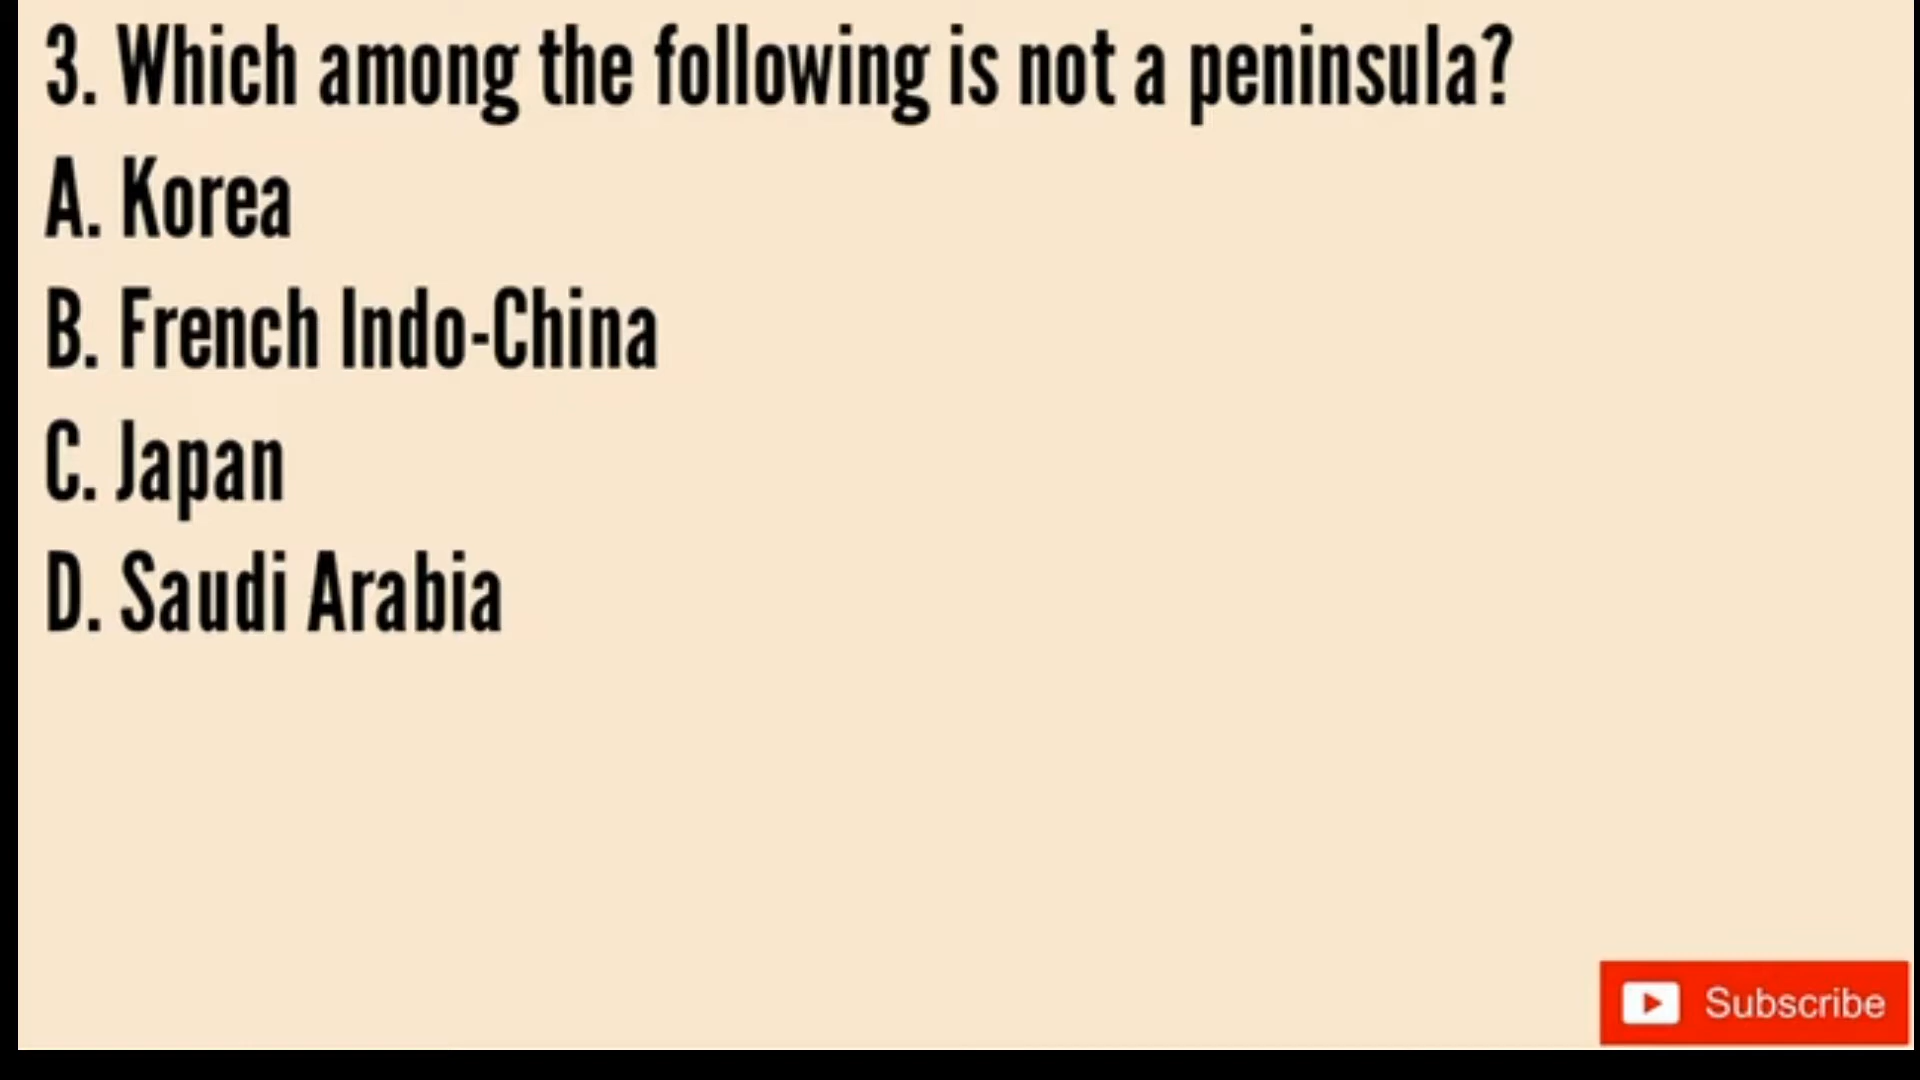 3. Which among the following is not a peninsula?
A. Korea
B. French Indo-China
C. Japan
D. Saudi Arabia
Subscribe